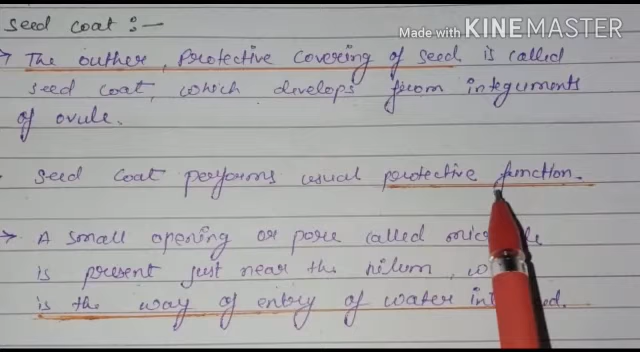 Seed coat :-
Made with KINEMASTER
→ The outher, Protective Covering of seed is called
seed coat, which develops from integuments
of ovule.
seed coat performs usual protective function.
→ A small opening or pore called
is present just near the hilum,
is the way of entry of water